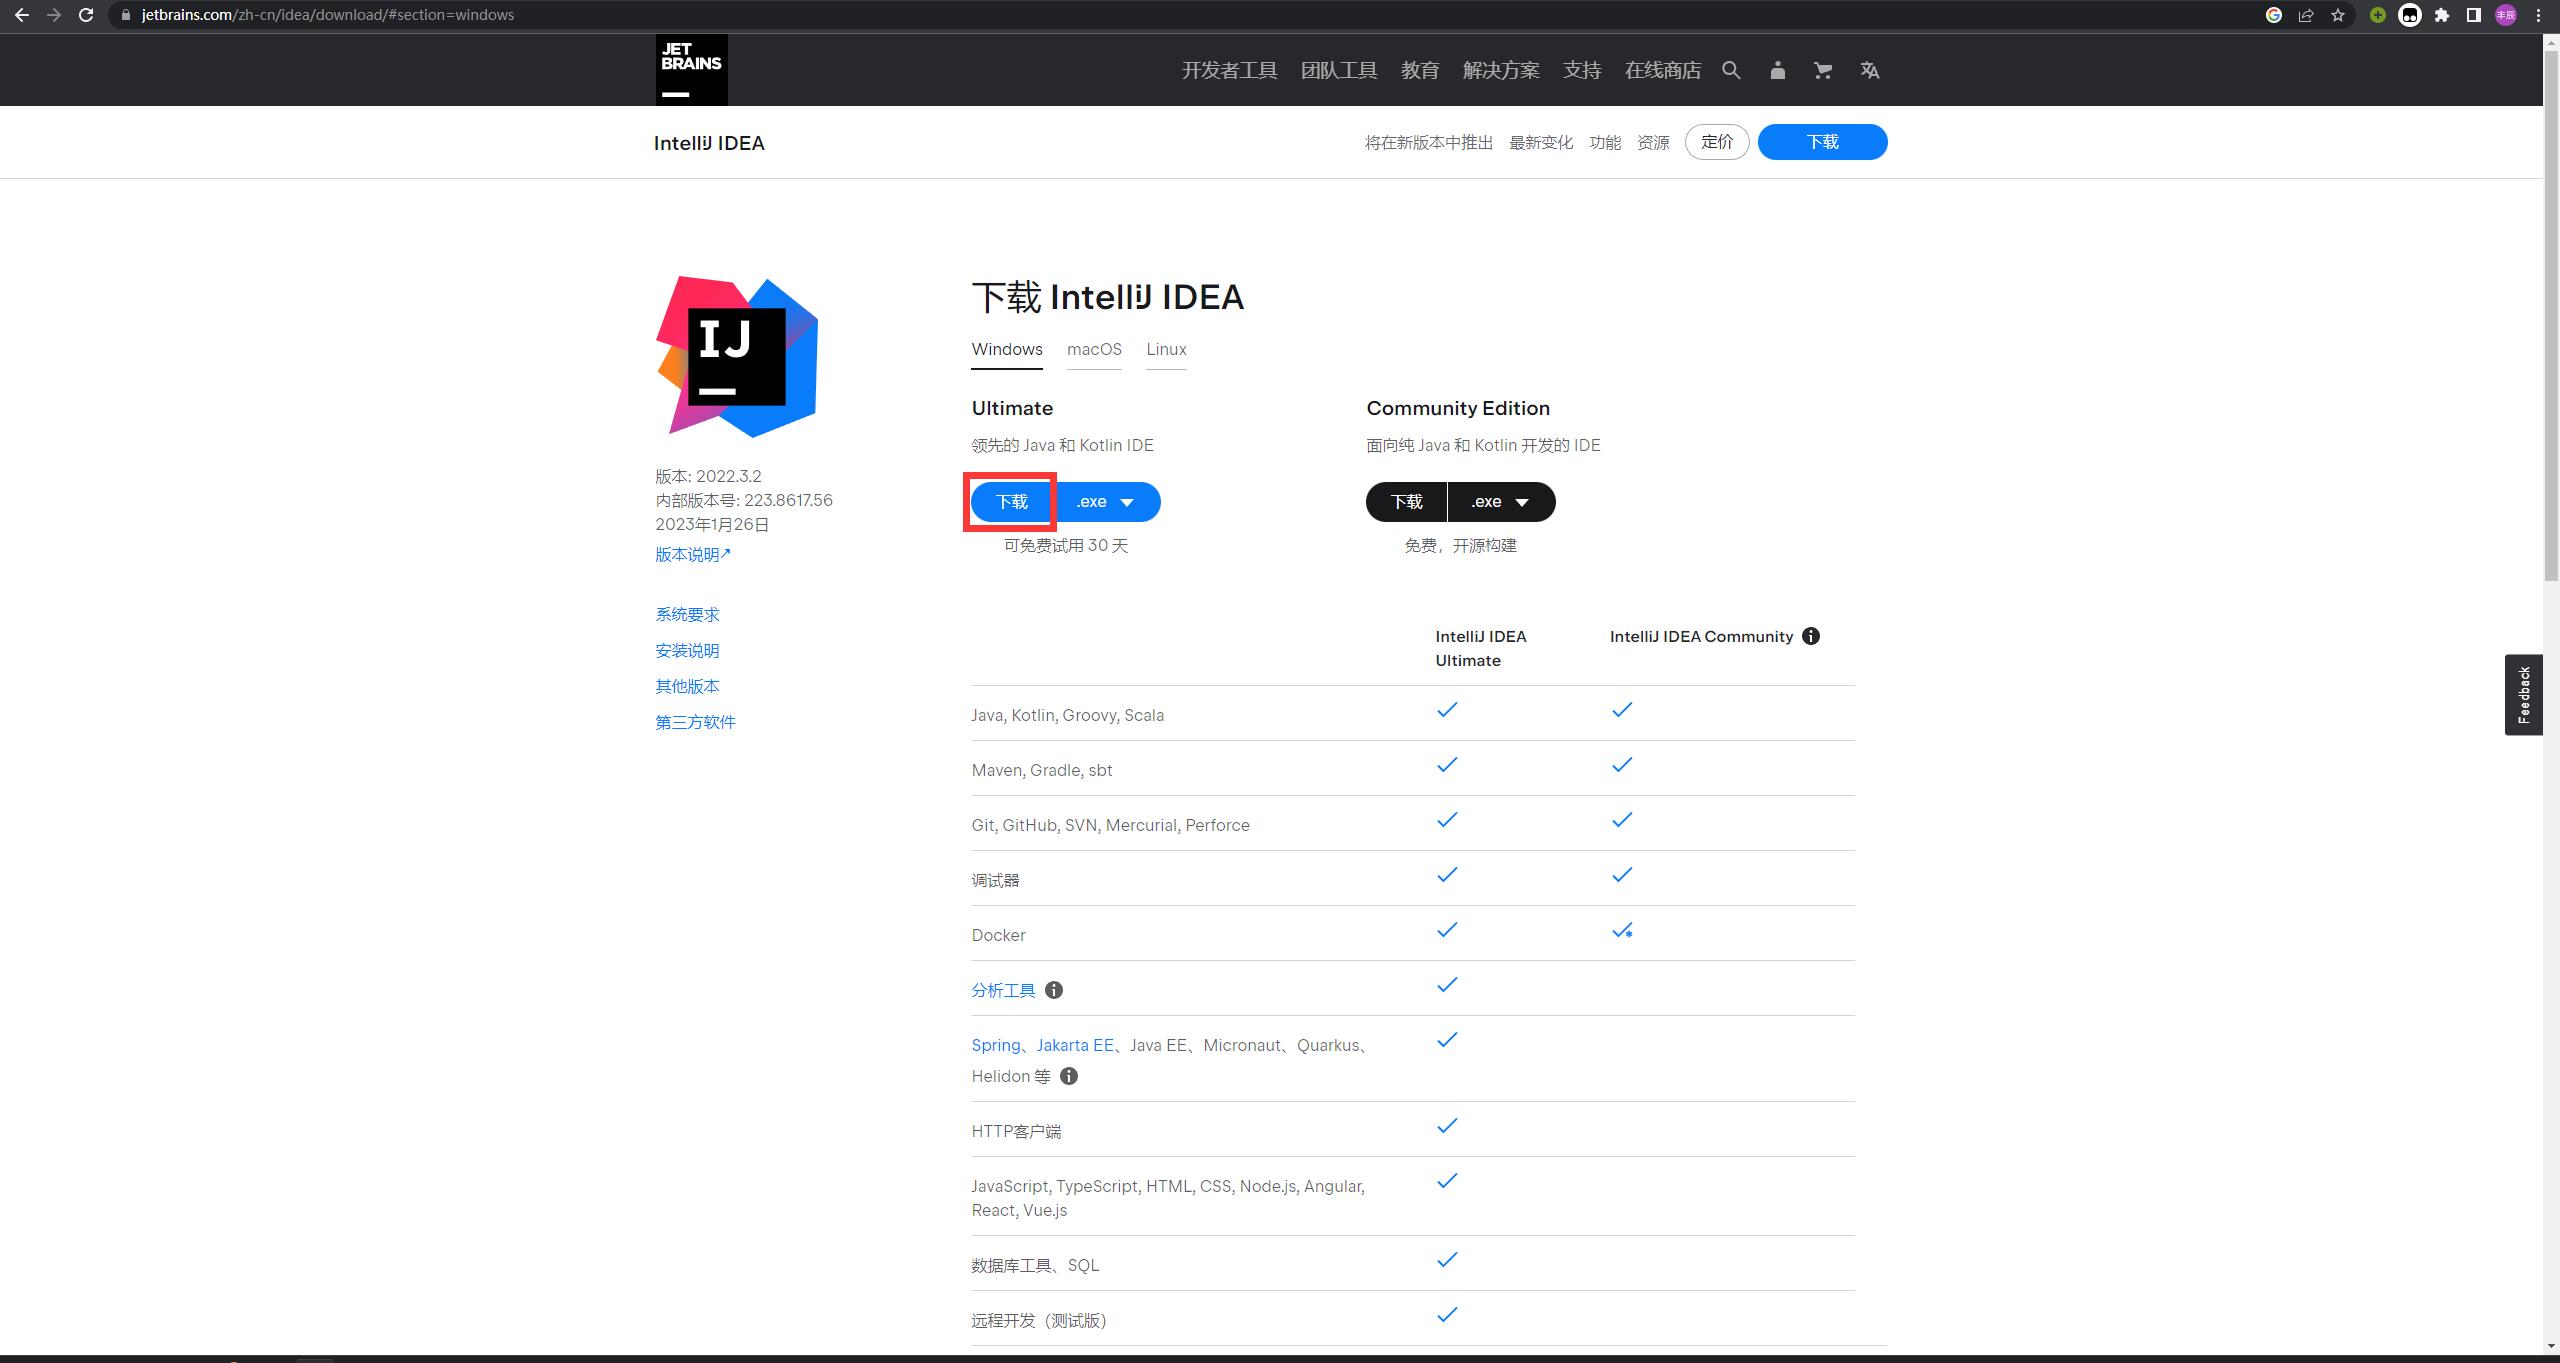 jetbrains.com/zh-cn/idea/download/#section=windows
丰辰
JET
BRAINS
开发者工具 团队工具 教育 解决方案 支持 在线商店
IntelliJ IDEA
将在新版本中推出 最新变化 功能 资源 定价 下载
IJ
下载 IntelliJ IDEA
Windows macOS Linux
Ultimate
领先的 Java 和 Kotlin IDE
下载 .exe
可免费试用 30 天
Community Edition
面向纯 Java 和 Kotlin 开发的 IDE
下载 .exe
免费，开源构建
版本: 2022.3.2
内部版本号: 223.8617.56
2023年1月26日
版本说明↗
系统要求
安装说明
其他版本
第三方软件
IntelliJ IDEA
Ultimate
IntelliJ IDEA Community
Java, Kotlin, Groovy, Scala
Maven, Gradle, sbt
Git, GitHub, SVN, Mercurial, Perforce
调试器
Docker
分析工具
Spring、Jakarta EE、Java EE、Micronaut、Quarkus、
Helidon 等
HTTP客户端
JavaScript, TypeScript, HTML, CSS, Node.js, Angular,
React, Vue.js
数据库工具、SQL
远程开发（测试版）
Feedback